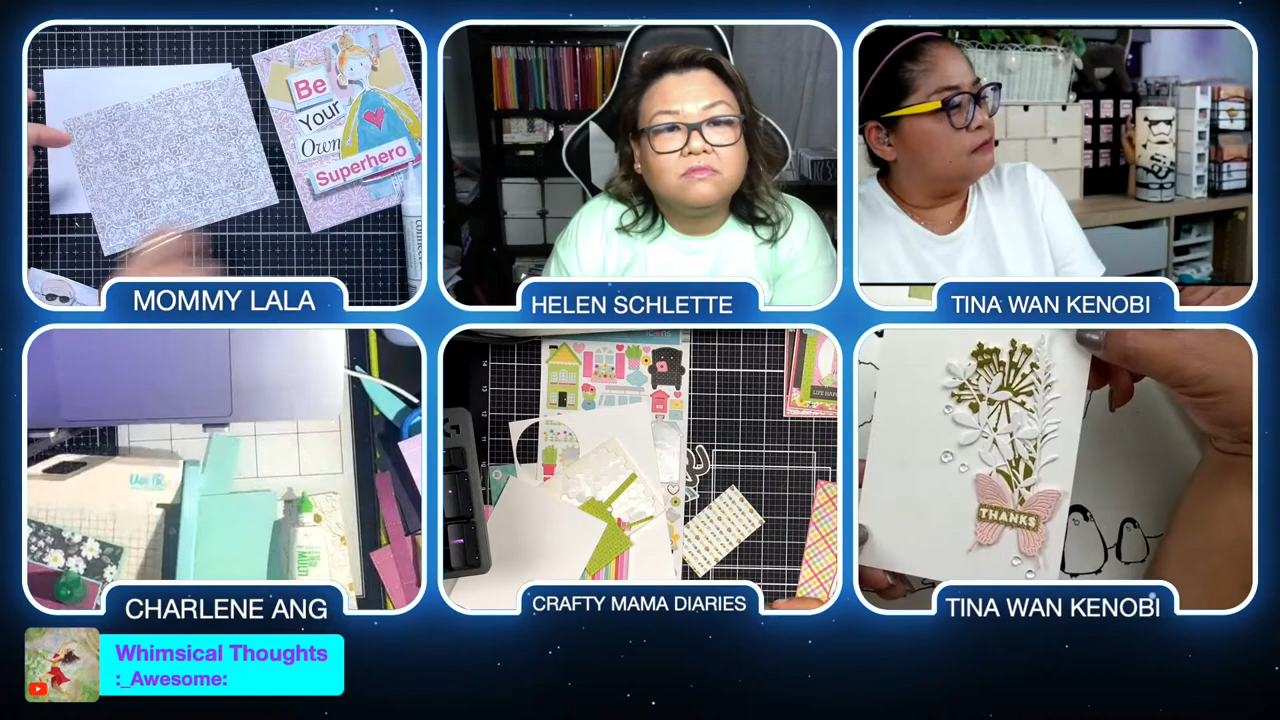 Be
Your
Own
Superhero
MOMMY LALA
HELEN SCHLETTE
TINA WAN KENOBI
CHARLENE ANG
CRAFTY MAMA DIARIES
THANKS
TINA WAN KENOBI
Whimsical Thoughts
:_Awesome: